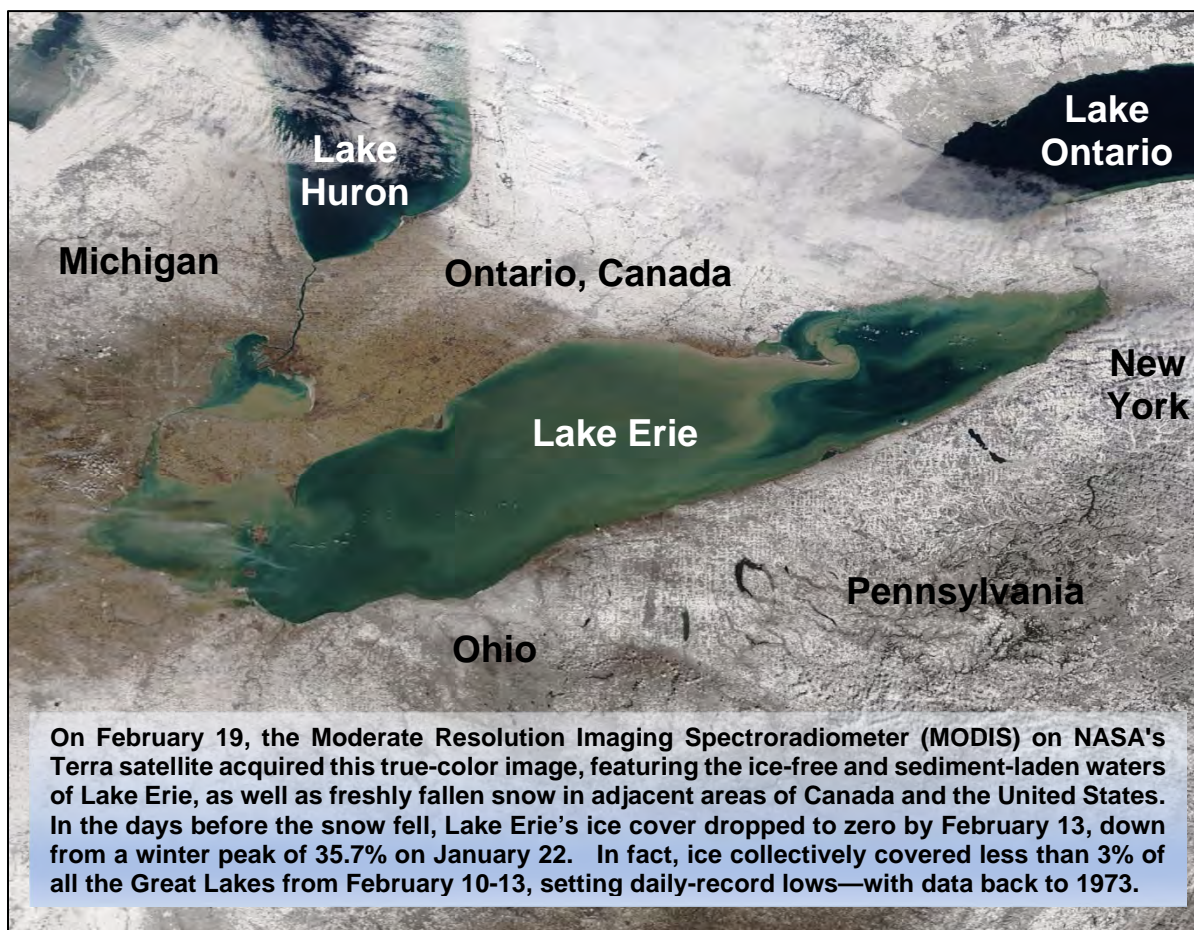 Lake
Huron
Lake
Ontario
Michigan
Ontario, Canada
New
York
Lake Erie
Pennsylvania
Ohio
On February 19, the Moderate Resolution Imaging Spectroradiometer (MODIS) on NASA's
Terra satellite acquired this true-color image, featuring the ice-free and sediment-laden waters
of Lake Erie, as well as freshly fallen snow in adjacent areas of Canada and the United States.
In the days before the snow fell, Lake Erie’s ice cover dropped to zero by February 13, down
from a winter peak of 35.7% on January 22. In fact, ice collectively covered less than 3% of
all the Great Lakes from February 10-13, setting daily-record lows—with data back to 1973.